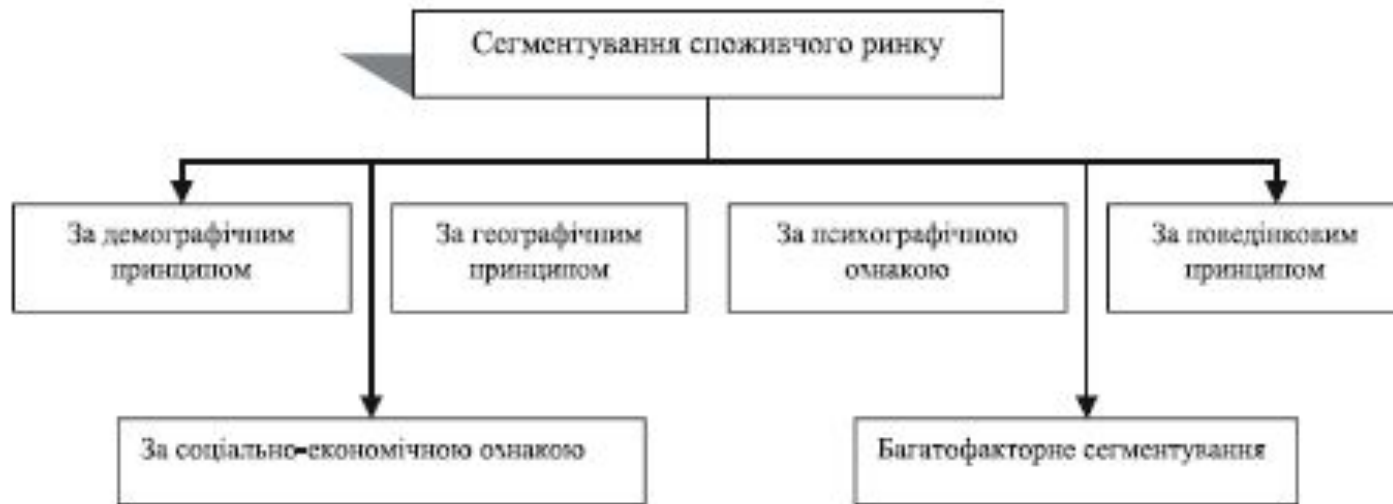 Сегментування споживчого ринку
За демографічним
принципом
За географічним
принципом
За психографічною
ознакою
За поведінковим
принципом
За соціально-економічною ознакою
Багатофакторне сегментування